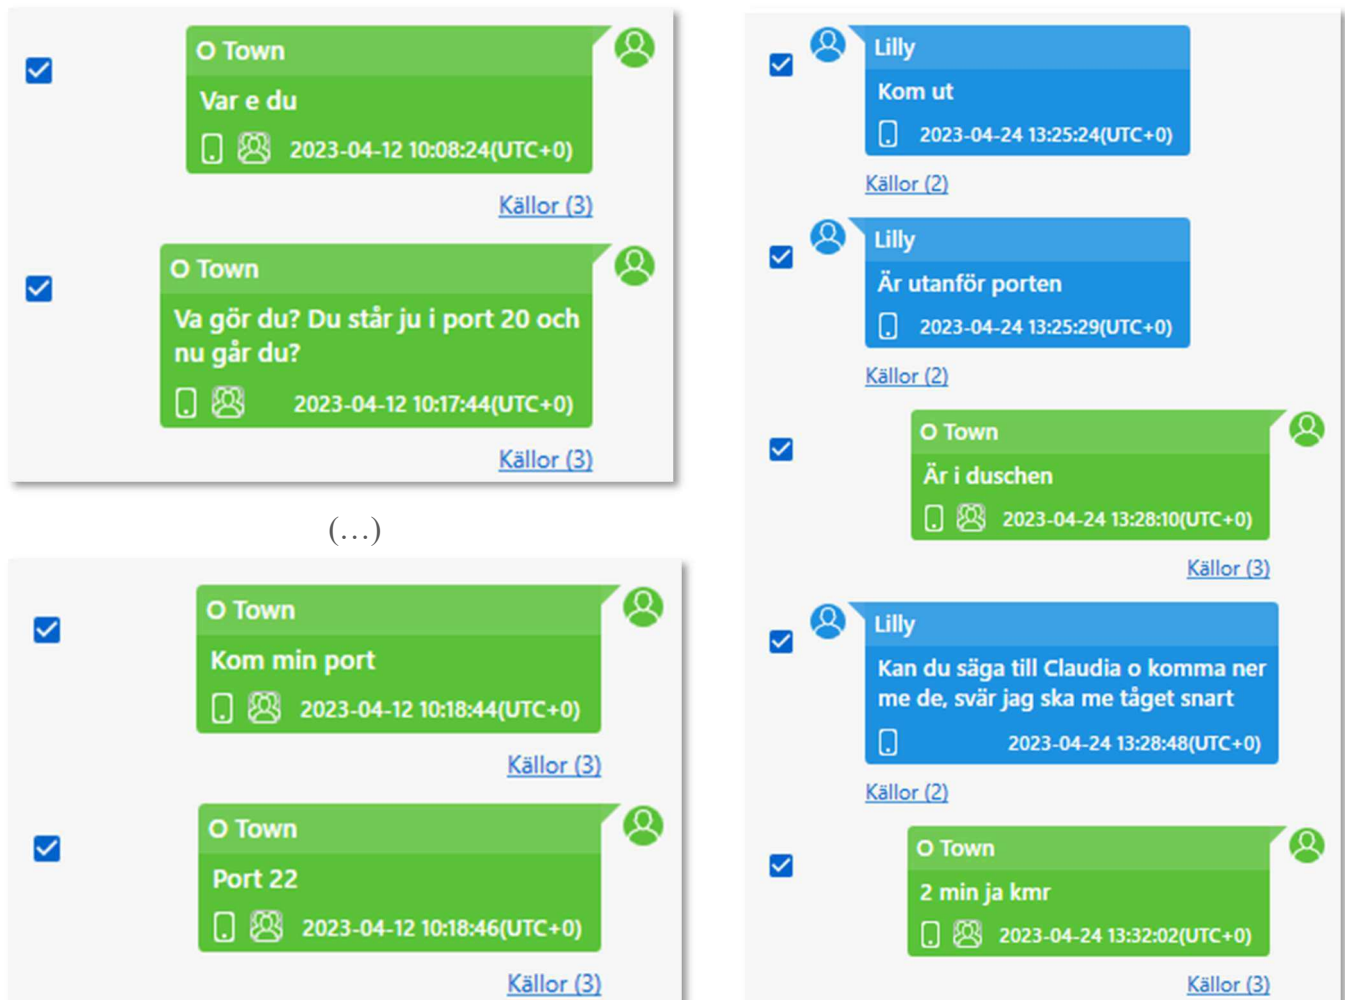 O Town
Var e du
2023-04-12 10:08:24(UTC+0)
Källor (3)
O Town
Va gör du? Du står ju i port 20 och
nu går du?
2023-04-12 10:17:44(UTC+0)
Källor (3)
(…)
O Town
Kom min port
2023-04-12 10:18:44(UTC+0)
Källor (3)
O Town
Port 22
2023-04-12 10:18:46(UTC+0)
Källor (3)
Lilly
Kom ut
2023-04-24 13:25:24(UTC+0)
Källor (2)
Lilly
Är utanför porten
2023-04-24 13:25:29(UTC+0)
Källor (2)
O Town
Är i duschen
2023-04-24 13:28:10(UTC+0)
Källor (3)
Lilly
Kan du säga till Claudia o komma ner
me de, svär jag ska me tåget snart
2023-04-24 13:28:48(UTC+0)
Källor (2)
O Town
2 min ja kmr
2023-04-24 13:32:02(UTC+0)
Källor (3)